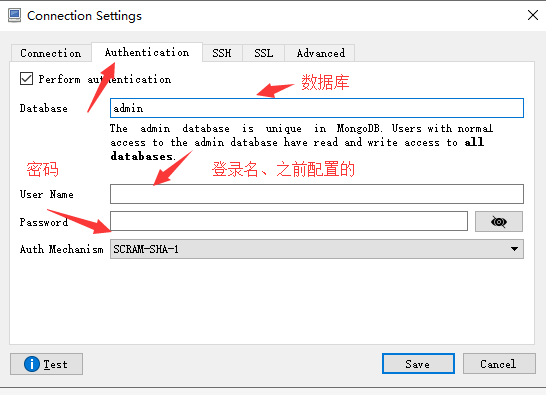 Connection Settings
Connection Authentication SSH SSL Advanced
Perform authentication
数据库
Database admin
The admin database is unique in MongoDB. Users with normal
access to the admin database have read and write access to all
databases.
密码
登录名、之前配置的
User Name
Password
Auth Mechanism SCRAM-SHA-1
Test Save Cancel